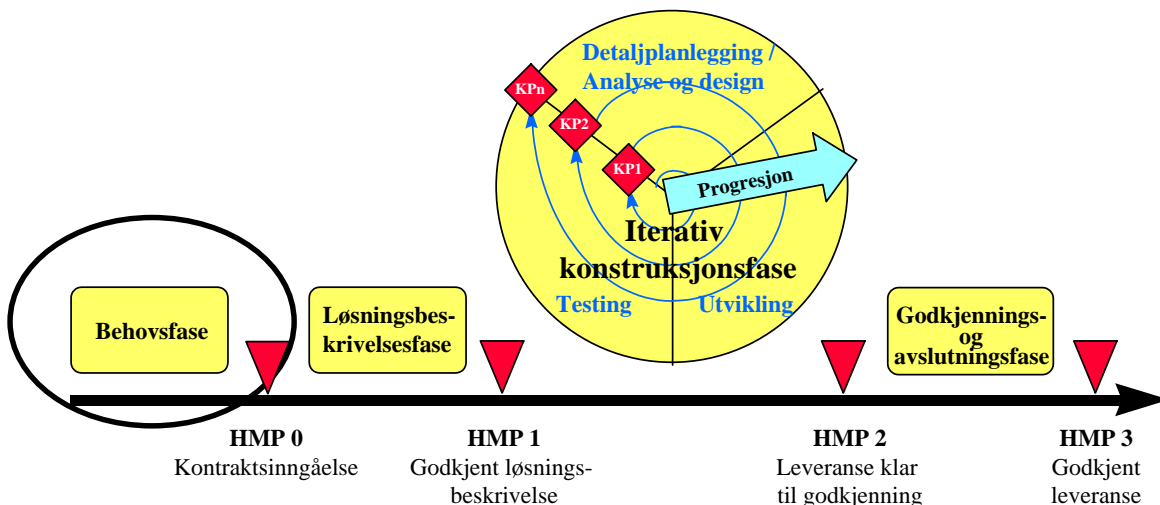 Detaljplanlegging /
Analyse og design
KPn
KP2
KP1
Progresjon
Iterativ
konstruksjonsfase
Testing
Utvikling
Behovsfase
Løsningsbes-
krivelsesfase
Godkjennings-
og
avslutningsfase
HMP 0
Kontraktsinngåelse
HMP 1
Godkjent løsnings-
beskrivelse
HMP 2
Leveranse klar
til godkjenning
HMP 3
Godkjent
leveranse